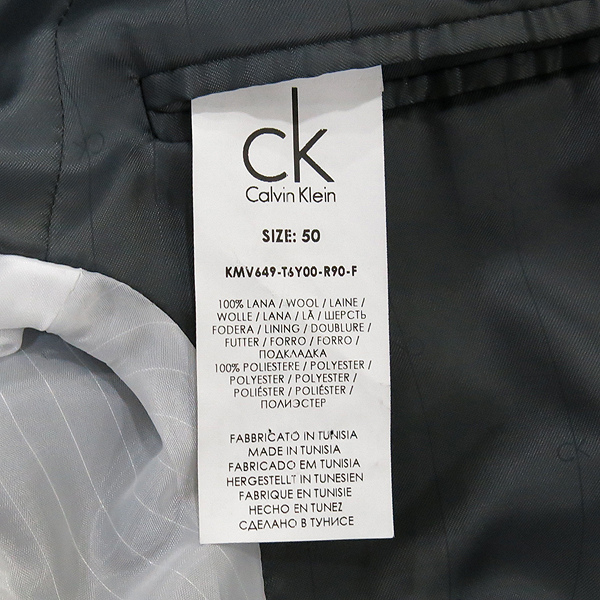 ck
Calvin Klein
SIZE: 50
KMV649-T6Y00-R90-F
100% LANA / WOOL / LAINE /
WOLLE / LANA / LÃ / ШЕРСТЬ
FODERA / LINING / DOUBLURE /
FUTTER / FORRO / FORRO /
ПОДКЛАДКА
100% POLIESTERE / POLYESTER /
POLYESTER / POLYESTER /
POLIÉSTER / POLIÉSTER /
ПОЛИЭСТЕР
FABBRICATO IN TUNISIA
MADE IN TUNISIA
FABRICADO EM TUNISIA
HERGESTELLT IN TUNESIEN
FABRIQUE EN TUNISIE
HECHO EN TUNEZ
СДЕЛАНО В ТУНИСЕ